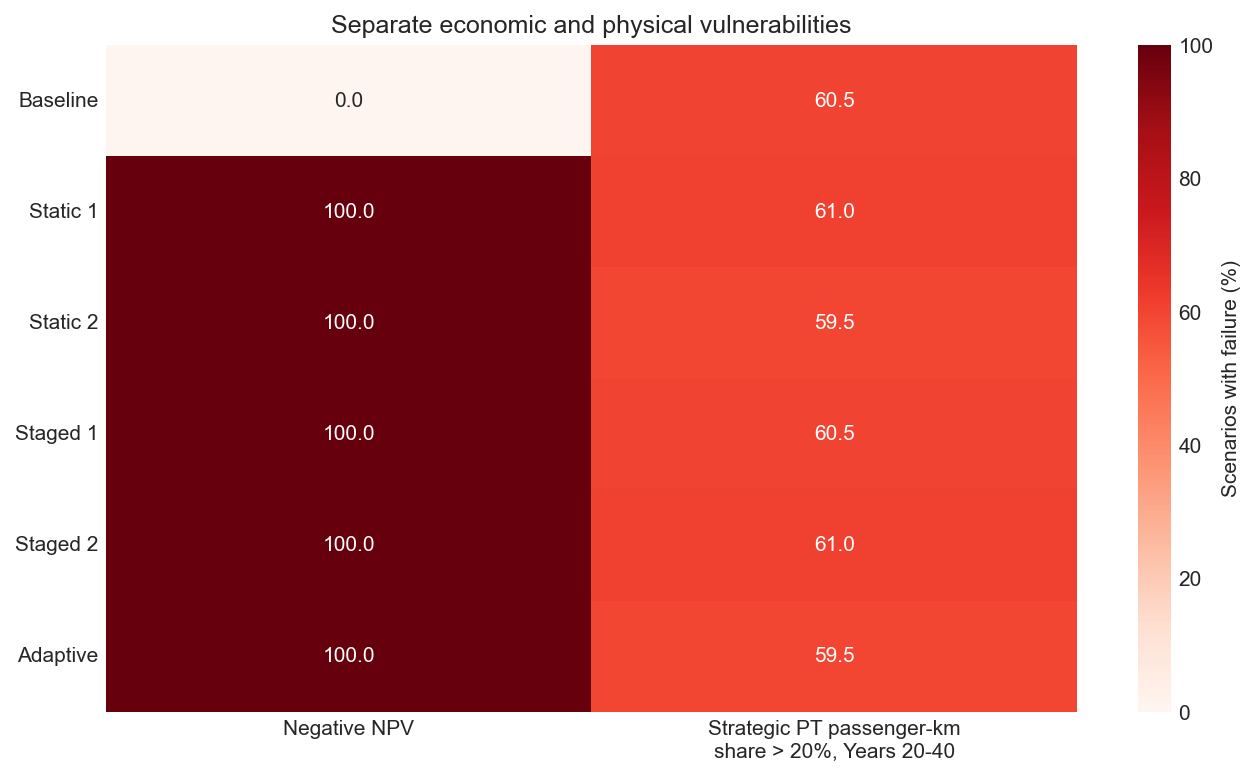 Separate economic and physical vulnerabilities
Baseline 0.0 60.5
Static 1 100.0 61.0
Static 2 100.0 59.5
Staged 1 100.0 60.5
Staged 2 100.0 61.0
Adaptive 100.0 59.5
Negative NPV
Strategic PT passenger-km
share > 20%, Years 20-40
100
80
60
40
20
0
Scenarios with failure (%)